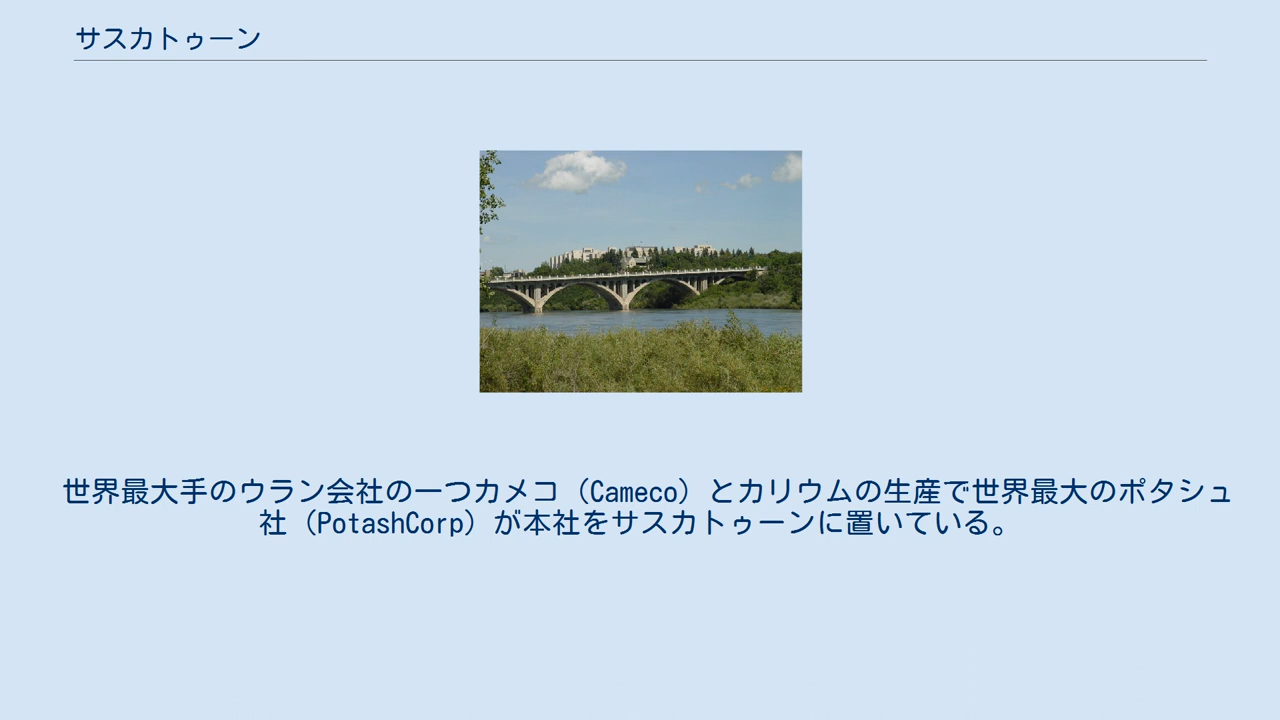 サスカトゥーン
世界最大手のウラン会社の一つカメコ（Cameco）とカリウムの生産で世界最大のポタシュ
社（PotashCorp）が本社をサスカトゥーンに置いている。